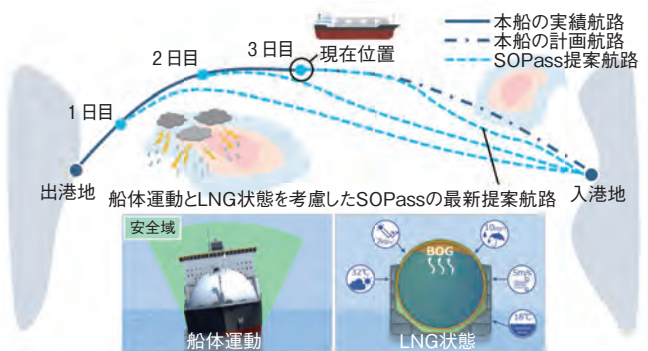 本船の実績航路
本船の計画航路
SOPass提案航路
3日目
現在位置
2日目
1日目
出港地
入港地
船体運動とLNG状態を考慮したSOPassの最新提案航路
安全域
船体運動
BOG
32℃
5m/s
18℃
LNG状態